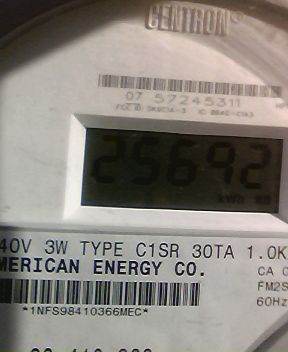 CENTRON®
07 57245311
25692
kWh
40V 3W TYPE C1SR 30TA 1.0K
MERICAN ENERGY CO.
CA 0
FM2S
60Hz
*1NFS98410366MEC*